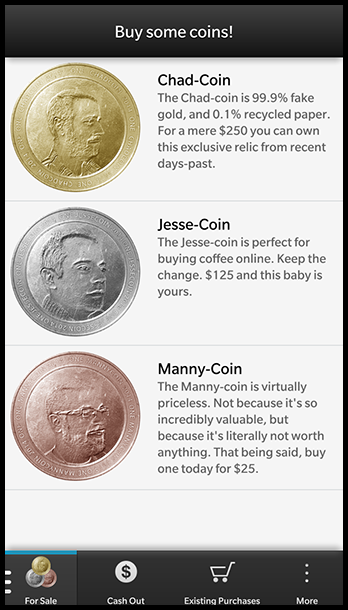 Buy some coins!
Chad-Coin
The Chad-coin is 99.9% fake
gold, and 0.1% recycled paper.
For a mere $250 you can own
this exclusive relic from recent
days-past.
Jesse-Coin
The Jesse-coin is perfect for
buying coffee online. Keep the
change. $125 and this baby is
yours.
Manny-Coin
The Manny-coin is virtually
priceless. Not because it's so
incredibly valuable, but
because it's literally not worth
anything. That being said, buy
one today for $25.
For Sale
$
Cash Out
Existing Purchases
More